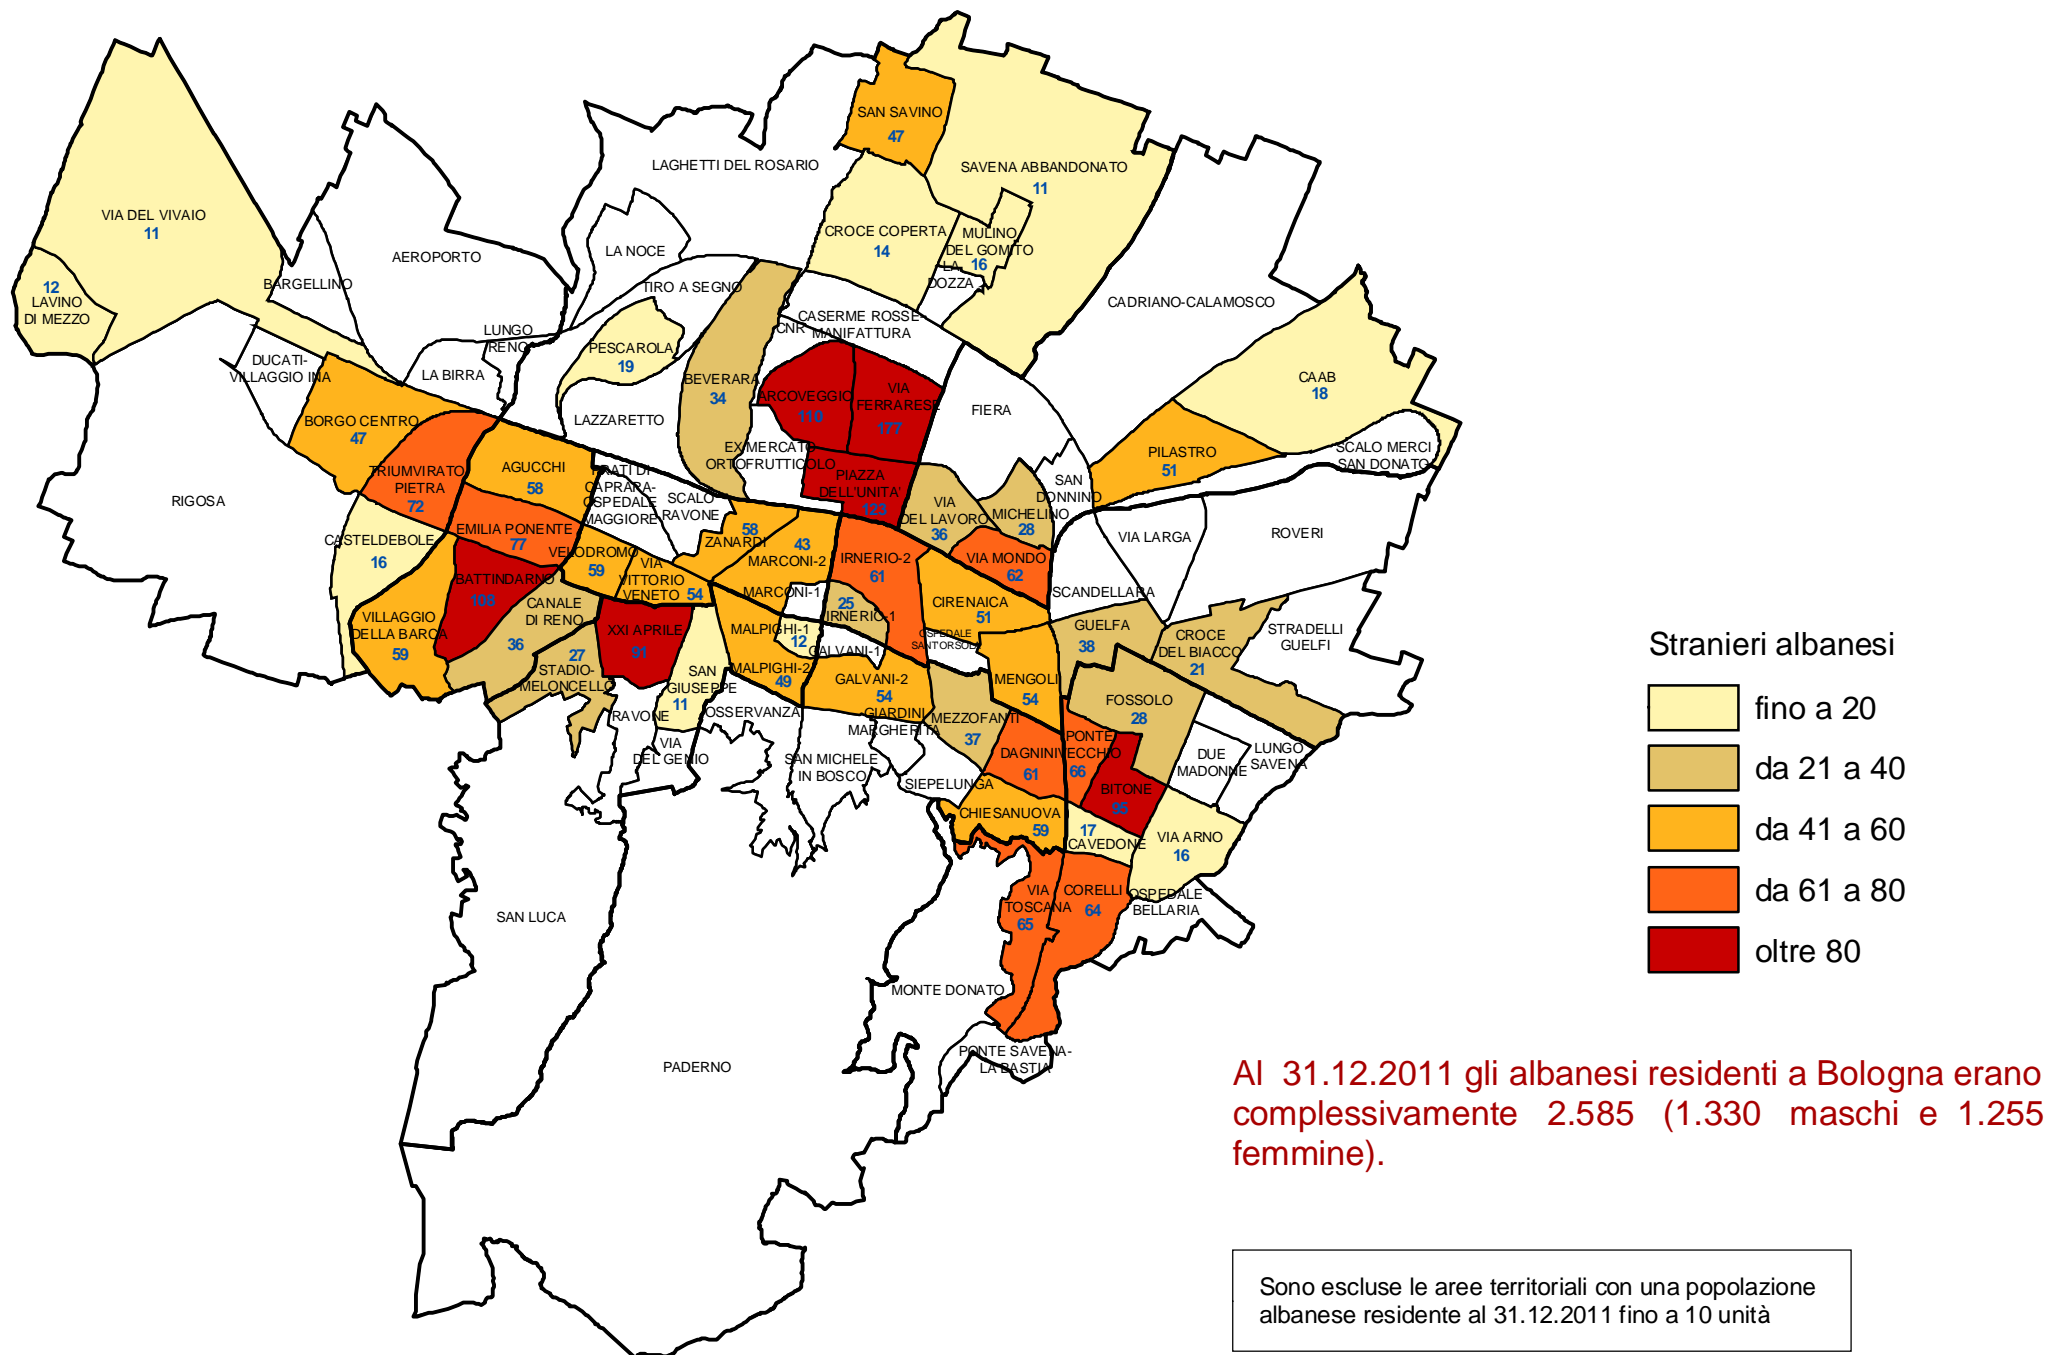 SAN SAVINO
47
LAGHETTI DEL ROSARIO
SAVENA ABBANDONATO
11
VIA DEL VIVAIO
11
CROCE COPERTA
14
MULINO
DEL GOMITO
16
LA
DOZZA
LA NOCE
AEROPORTO
BARGELLINO
12
LAVINO
DI MEZZO
TIRO A SEGNO
CADRIANO-CALAMOSCO
CASERME ROSSE-
MANIFATTURA
CNR
LUNGO
RENO
PESCAROLA
19
DUCATI-
VILLAGGIO INA
LA BIRRA
BEVERARA
34
ARCOVEGGIO
110
VIA
FERRARESE
177
CAAB
18
FIERA
LAZZARETTO
BORGO CENTRO
47
EX MERCATO
ORTOFRUTTICOLO
PILASTRO
51
SCALO MERCI
SAN DONATO
TRIUMVIRATO
PIETRA
72
AGUCCHI
58
PRATI DI
CAPRARA-
OSPEDALE
MAGGIORE
SCALO
RAVONE
PIAZZA
DELL'UNITA'
123
SAN
DONNINO
RIGOSA
VIA
DEL LAVORO
36
MICHELINO
28
EMILIA PONENTE
77
58
ZANARDI
43
MARCONI-2
VIA LARGA
ROVERI
CASTELDEBOLE
16
VELODROMO
59
VIA
VITTORIO
VENETO
54
IRNERIO-2
61
VIA MONDO
62
BATTINDARNO
108
MARCONI-1
SCANDELLARA
CANALE
DI RENO
36
25
IRNERIO-1
CIRENAICA
51
VILLAGGIO
DELLA BARCA
59
XXI APRILE
91
MALPIGHI-1
12
GALVANI-1
OSPEDALE
SANTORSOLA
GUELFA
38
CROCE
DEL BIACCO
21
STRADELLI
GUELFI
27
STADIO-
MELONCELLO
SAN
GIUSEPPE
11
MALPIGHI-2
49
GALVANI-2
54
MENGOLI
54
FOSSOLO
28
RAVONE
OSSERVANZA
GIARDINI
MARGHERITA
MEZZOFANTI
37
VIA
DEL GENIO
SAN MICHELE
IN BOSCO
DAGNINI
61
PONTE
VECCHIO
66
DUE
MADONNE
LUNGO
SAVENA
SIEPELUNGA
BITONE
95
CHIESANUOVA
59
17
CAVEDONE
VIA ARNO
16
VIA
TOSCANA
65
CORELLI
64
OSPEDALE
BELLARIA
SAN LUCA
MONTE DONATO
PADERNO
PONTE SAVENA-
LA BASTIA
Stranieri albanesi
fino a 20
da 21 a 40
da 41 a 60
da 61 a 80
oltre 80
Al 31.12.2011 gli albanesi residenti a Bologna erano
complessivamente 2.585 (1.330 maschi e 1.255
femmine).
Sono escluse le aree territoriali con una popolazione
albanese residente al 31.12.2011 fino a 10 unità